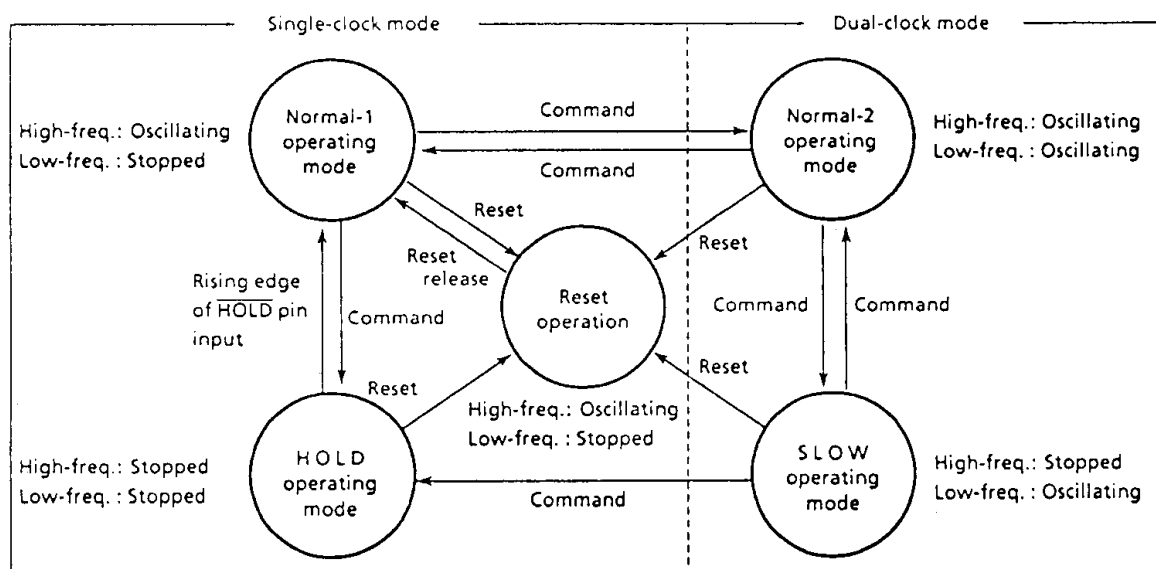 Single-clock mode
Dual-clock mode
High-freq.: Oscillating
Low-freq. : Stopped
Normal-1
operating
mode
Command
Command
Normal-2
operating
mode
High-freq.: Oscillating
Low-freq. : Oscillating
Reset
Reset
release
Reset
Rising edge
of H̅O̅L̅D̅ pin
input
Command
Reset
operation
Command
Command
Reset
Reset
High-freq.: Oscillating
Low-freq. : Stopped
High-freq.: Stopped
Low-freq. : Stopped
HOLD
operating
mode
Command
SLOW
operating
mode
High-freq.: Stopped
Low-freq. : Oscillating